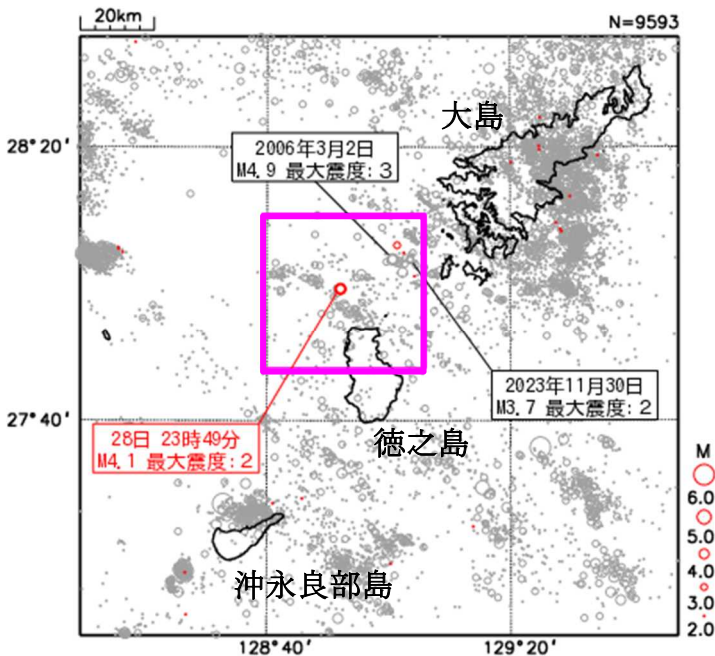 20km
N=9593
大島
28°20'
2006年3月2日
M4.9 最大震度:3
2023年11月30日
M3.7 最大震度:2
27°40'
徳之島
28日 23時49分
M4.1 最大震度:2
沖永良部島
M
6.0
5.0
4.0
3.0
2.0
128°40'
129°20'